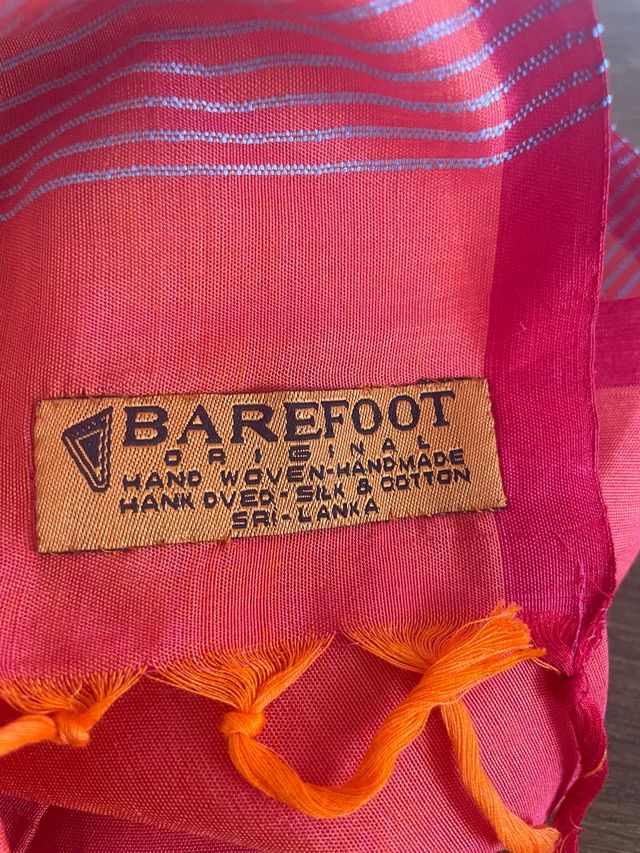 BAREFOOT
ORIGINAL
HAND WOVEN-HANDMADE
HANK DYED-SILK & COTTON
SRI-LANKA